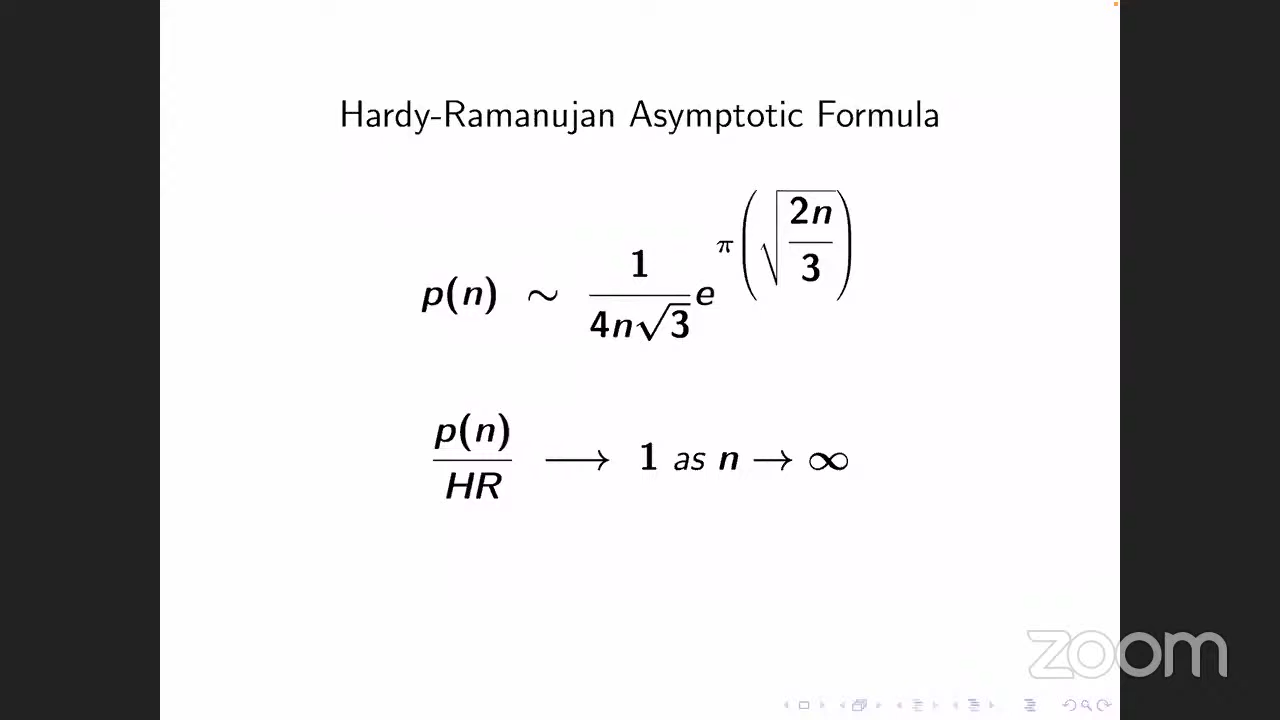 Hardy-Ramanujan Asymptotic Formula
p(n) ∼ 1/(4n√3) e^{π(√(2n/3))}
p(n)/HR ⟶ 1 as n → ∞
zoom